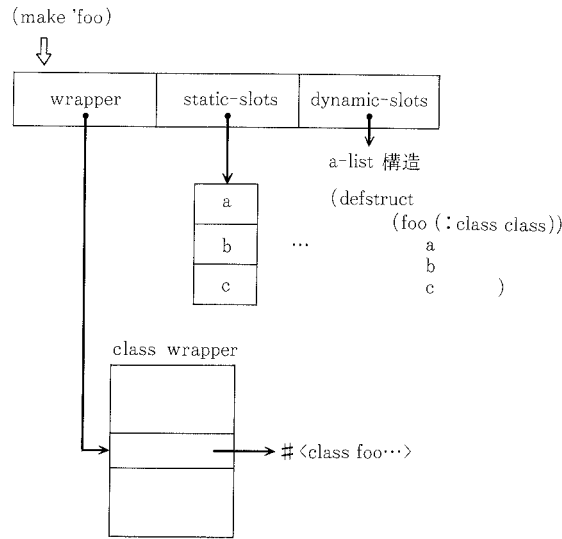 (make 'foo)
wrapper static-slots dynamic-slots
a-list 構造
a
(defstruct
(foo (:class class))
b … a
b
c c )
class wrapper
#<class foo…>